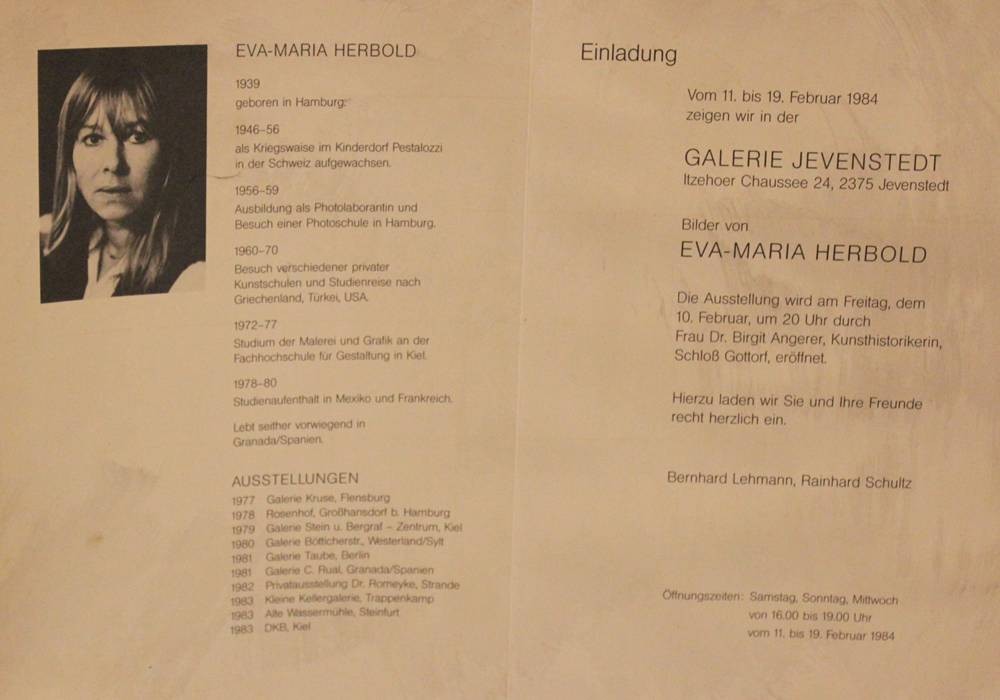 EVA-MARIA HERBOLD
1939
geboren in Hamburg.
1946–56
als Kriegswaise im Kinderdorf Pestalozzi
in der Schweiz aufgewachsen.
1956–59
Ausbildung als Photolaborantin und
Besuch einer Photoschule in Hamburg.
1960–70
Besuch verschiedener privater
Kunstschulen und Studienreise nach
Griechenland, Türkei, USA.
1972–77
Studium der Malerei und Grafik an der
Fachhochschule für Gestaltung in Kiel.
1978–80
Studienaufenthalt in Mexiko und Frankreich.
Lebt seither vorwiegend in
Granada/Spanien.
AUSSTELLUNGEN
1977 Galerie Kruse, Flensburg
1978 Rosenhof, Großhansdorf b. Hamburg
1979 Galerie Stein u. Bergraf – Zentrum, Kiel
1980 Galerie Bötticherstr., Westerland/Sylt
1981 Galerie Taube, Berlin
1981 Galerie C. Rual, Granada/Spanien
1982 Privatausstellung Dr. Romeyke, Strande
1983 Kleine Kellergalerie, Trappenkamp
1983 Alte Wassermühle, Steinfurt
1983 DKB, Kiel
Einladung
Vom 11. bis 19. Februar 1984
zeigen wir in der
GALERIE JEVENSTEDT
Itzehoer Chaussee 24, 2375 Jevenstedt
Bilder von
EVA-MARIA HERBOLD
Die Ausstellung wird am Freitag, dem
10. Februar, um 20 Uhr durch
Frau Dr. Birgit Angerer, Kunsthistorikerin,
Schloß Gottorf, eröffnet.
Hierzu laden wir Sie und Ihre Freunde
recht herzlich ein.
Bernhard Lehmann, Rainhard Schultz
Öffnungszeiten: Samstag, Sonntag, Mittwoch
von 16.00 bis 19.00 Uhr
vom 11. bis 19. Februar 1984